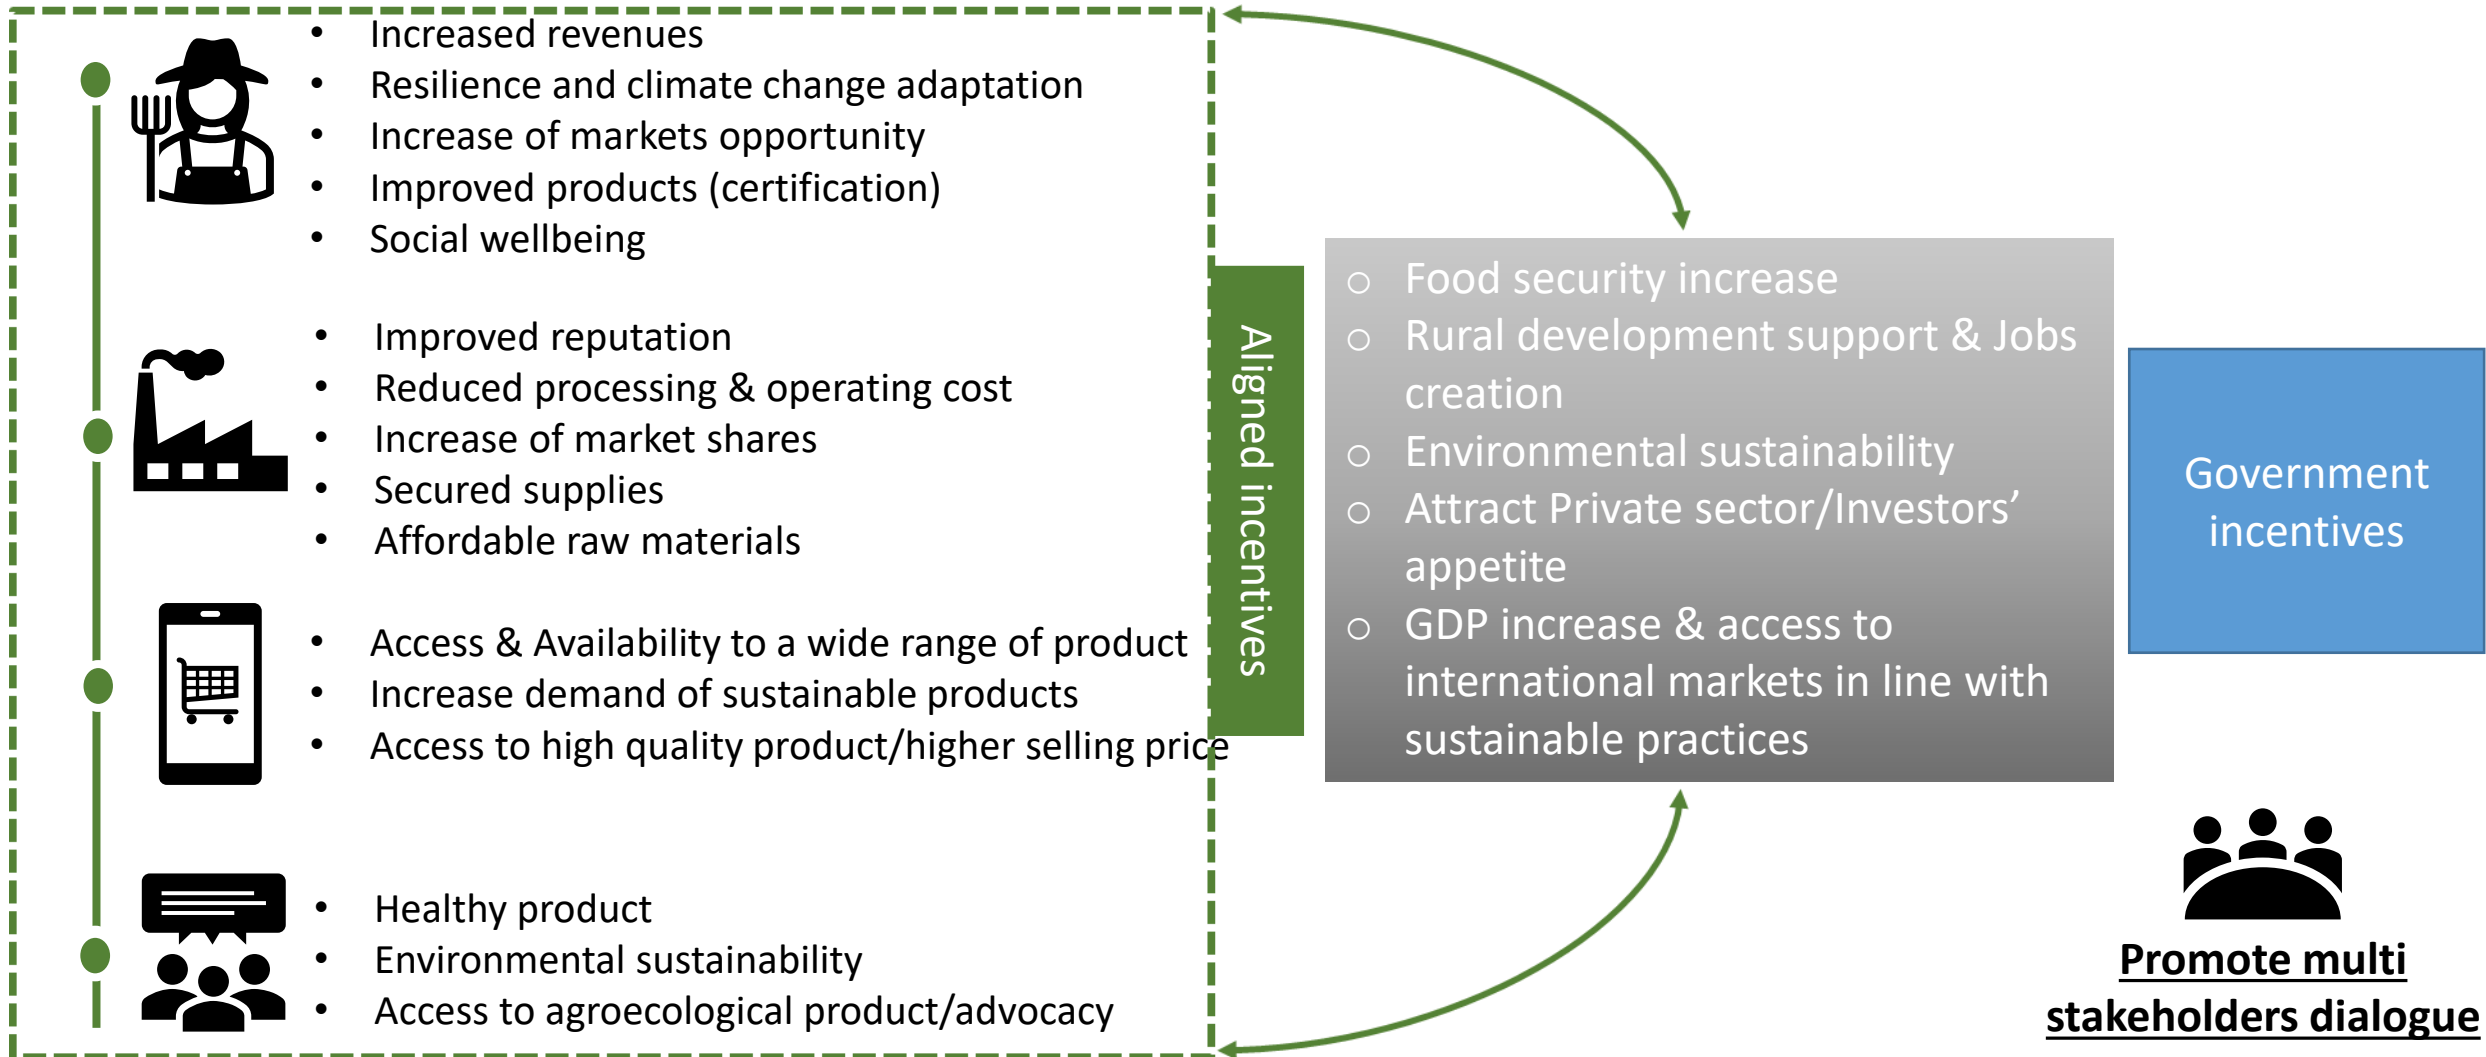 • Increased revenues
• Resilience and climate change adaptation
• Increase of markets opportunity
• Improved products (certification)
• Social wellbeing
• Improved reputation
• Reduced processing & operating cost
• Increase of market shares
• Secured supplies
• Affordable raw materials
• Access & Availability to a wide range of product
• Increase demand of sustainable products
• Access to high quality product/higher selling price
• Healthy product
• Environmental sustainability
• Access to agroecological product/advocacy
Aligned incentives
o Food security increase
o Rural development support & Jobs
creation
o Environmental sustainability
o Attract Private sector/Investors’
appetite
o GDP increase & access to
international markets in line with
sustainable practices
Government
incentives
Promote multi
stakeholders dialogue